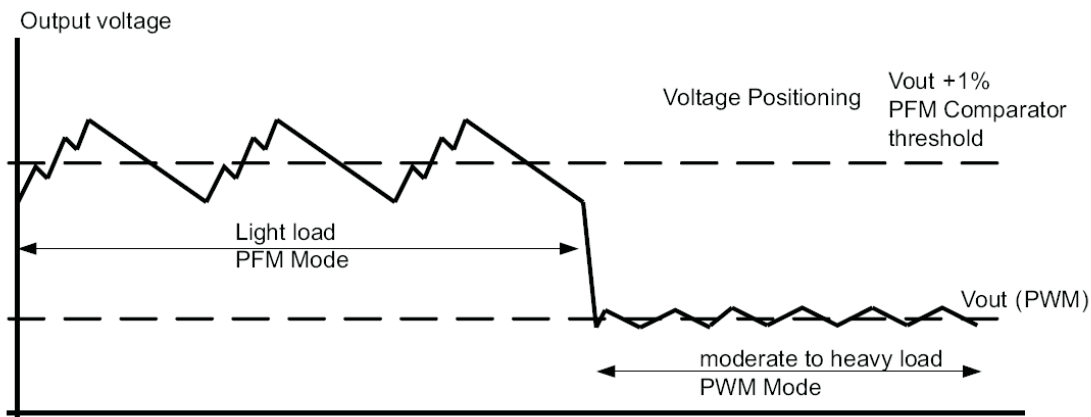 Output voltage
Voltage Positioning
Vout +1%
PFM Comparator
threshold
Light load
PFM Mode
Vout (PWM)
moderate to heavy load
PWM Mode